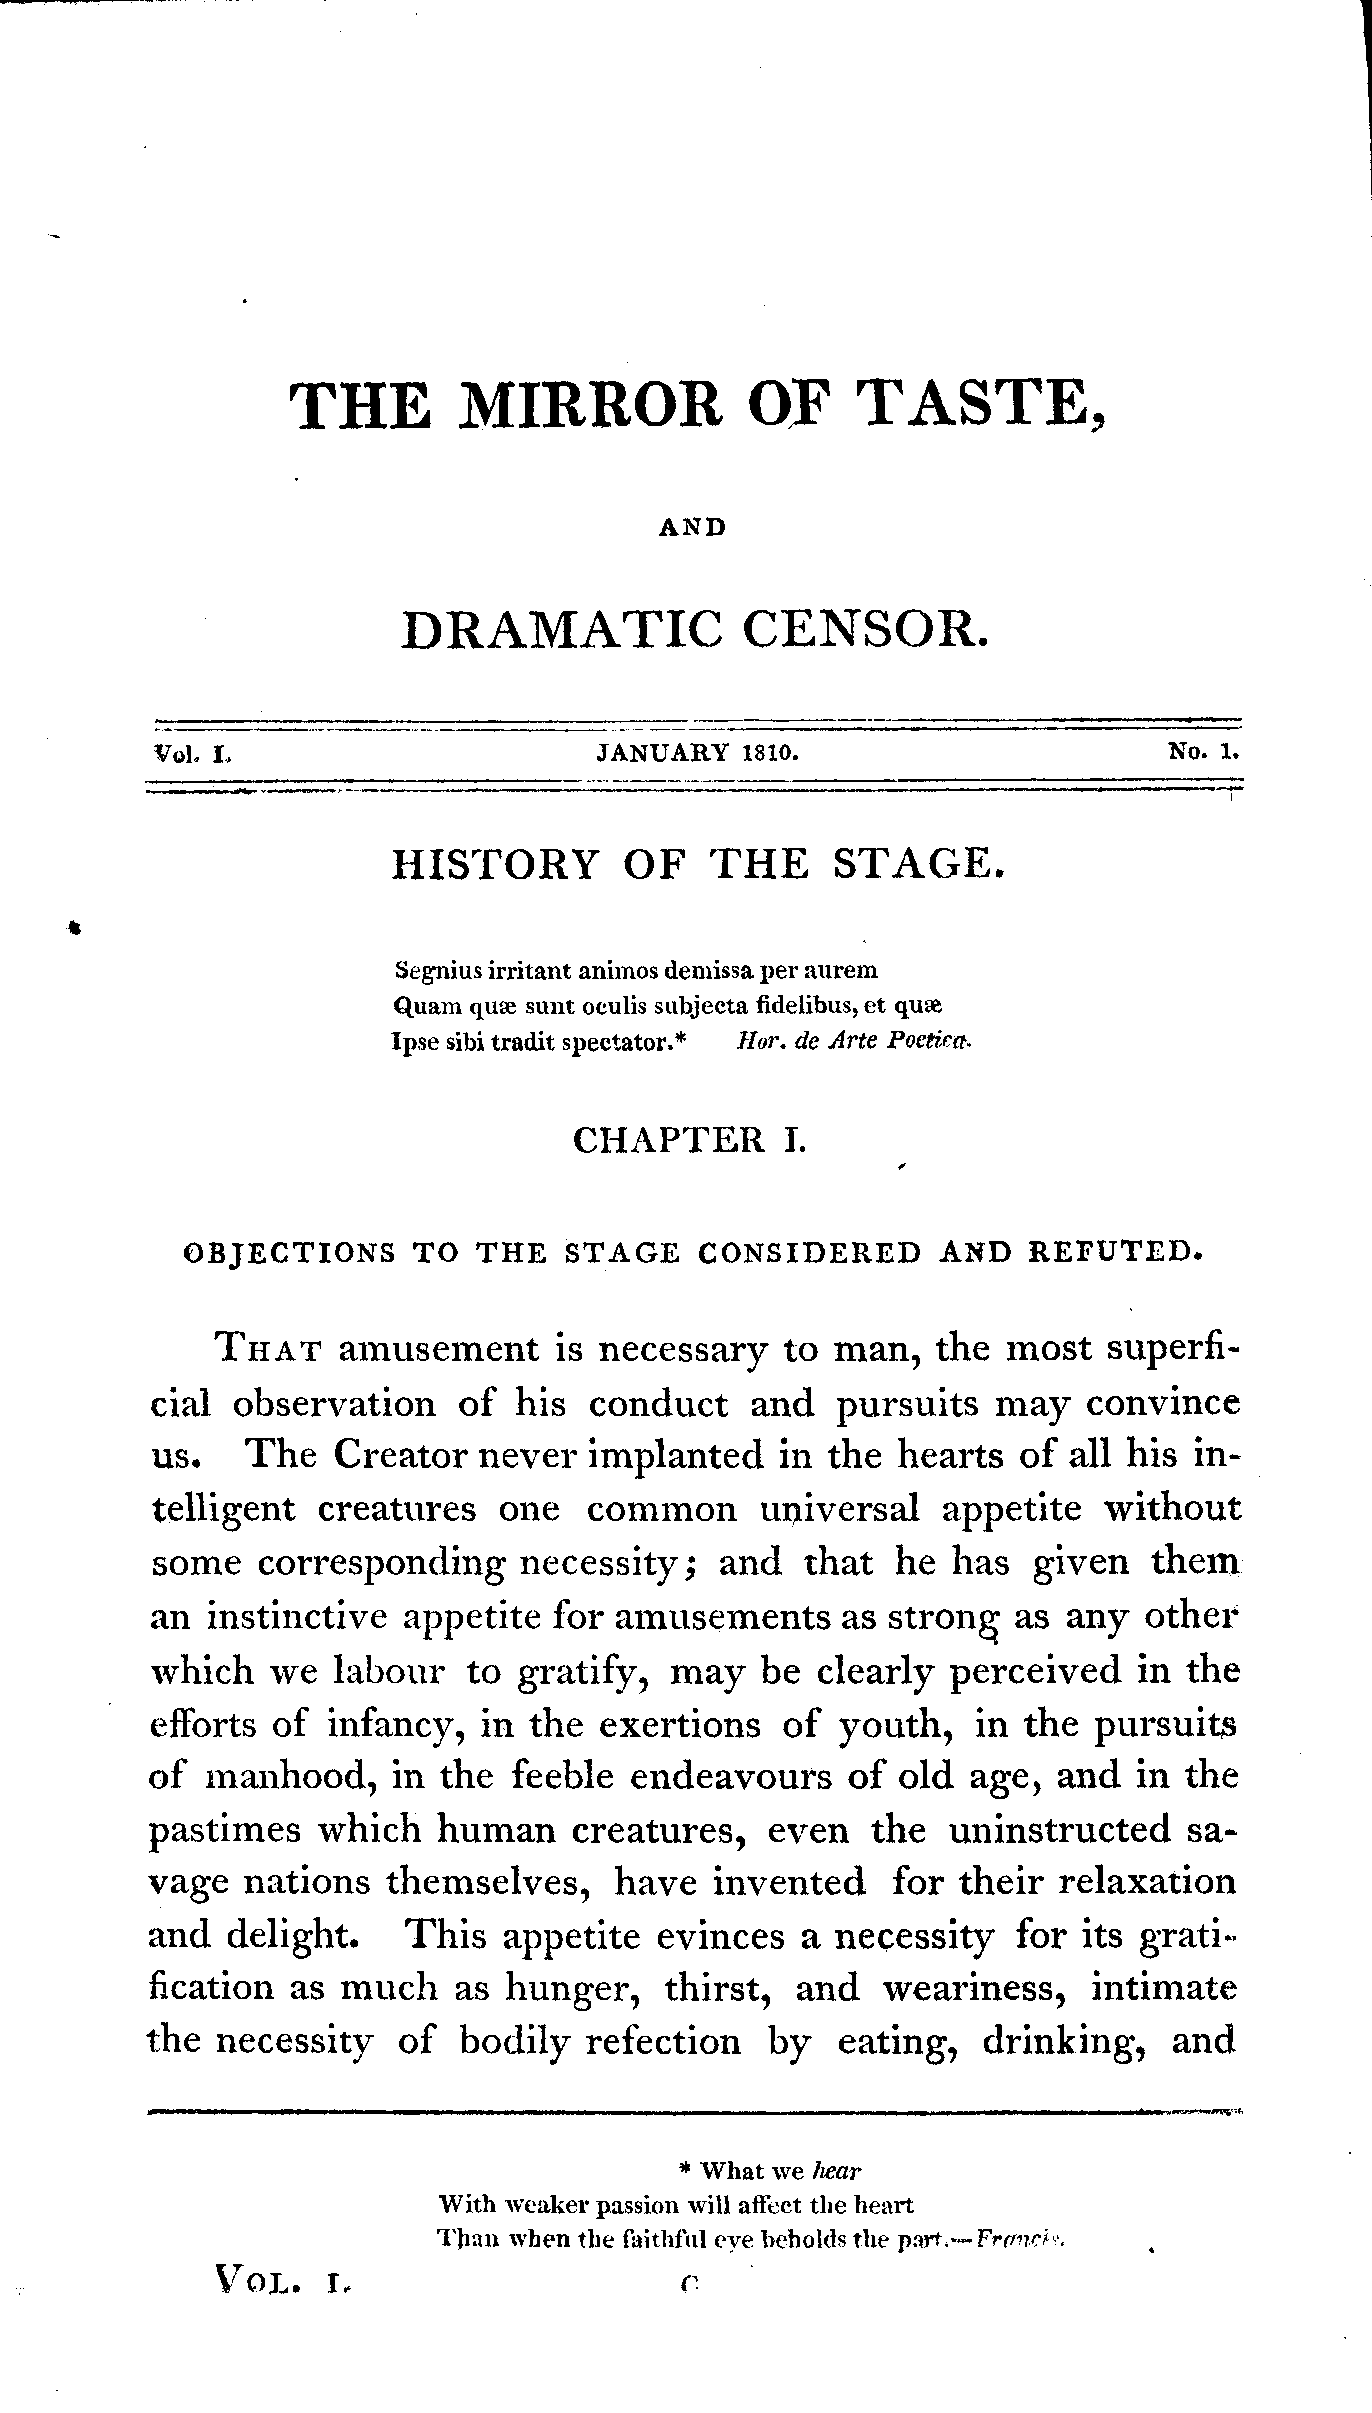 THE MIRROR OF TASTE,
AND
DRAMATIC CENSOR.
Vol. I. JANUARY 1810. No. 1.
HISTORY OF THE STAGE.
Segnius irritant animos demissa per aurem
Quam quæ sunt oculis subjecta fidelibus, et quæ
Ipse sibi tradit spectator.* Hor. de Arte Poetica.
CHAPTER I.
OBJECTIONS TO THE STAGE CONSIDERED AND REFUTED.
THAT amusement is necessary to man, the most superfi-
cial observation of his conduct and pursuits may convince
us. The Creator never implanted in the hearts of all his in-
telligent creatures one common universal appetite without
some corresponding necessity; and that he has given them
an instinctive appetite for amusements as strong as any other
which we labour to gratify, may be clearly perceived in the
efforts of infancy, in the exertions of youth, in the pursuits
of manhood, in the feeble endeavours of old age, and in the
pastimes which human creatures, even the uninstructed sa-
vage nations themselves, have invented for their relaxation
and delight. This appetite evinces a necessity for its grati-
fication as much as hunger, thirst, and weariness, intimate
the necessity of bodily refection by eating, drinking, and
* What we hear
With weaker passion will affect the heart
Than when the faithful eye beholds the part.—Francis.
VOL. I. C